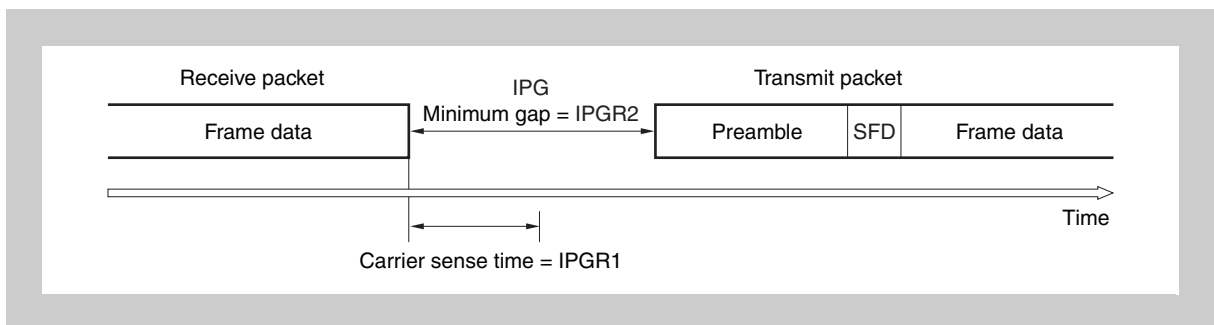 Receive packet
Transmit packet
IPG
Minimum gap = IPGR2
Frame data
Preamble
SFD
Frame data
Time
Carrier sense time = IPGR1